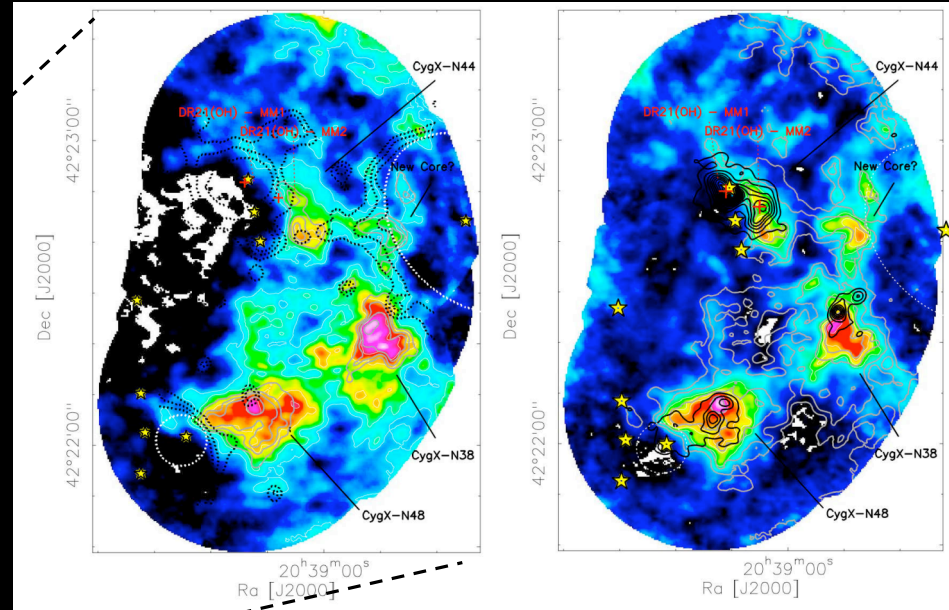 CygX-N44
DR21(OH) - MM1
DR21(OH) - MM2
New Core?
42°23'00"
Dec [J2000]
42°22'00"
CygX-N38
CygX-N48
20ʰ39ᵐ00ˢ
Ra [J2000]
CygX-N44
DR21(OH) - MM1
DR21(OH) - MM2
New Core?
42°23'00"
Dec [J2000]
42°22'00"
CygX-N38
CygX-N48
20ʰ39ᵐ00ˢ
Ra [J2000]